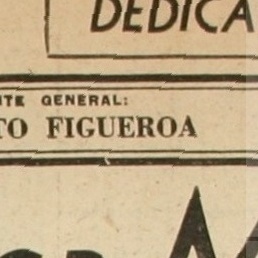 DEDICA
NTE GENERAL:
TO FIGUEROA